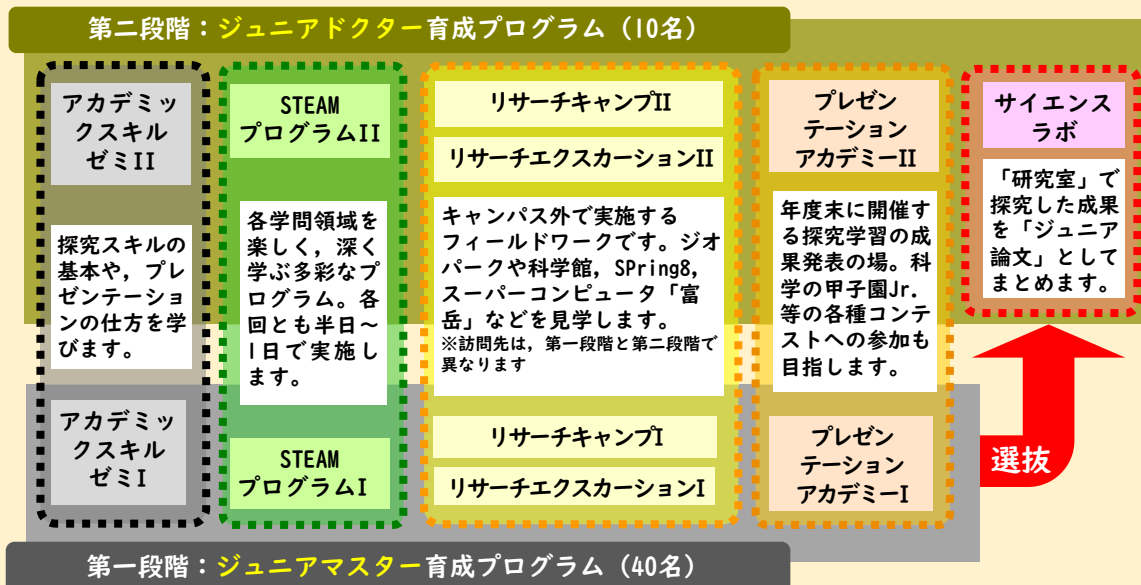 第二段階：ジュニアドクター育成プログラム（10名）
アカデミッ
クスキル
ゼミII
探究スキルの
基本や，プレ
ゼンテーショ
ンの仕方を学
びます。
アカデミッ
クスキル
ゼミI
STEAM
プログラムII
各学問領域を
楽しく，深く
学ぶ多彩なプ
ログラム。各
回とも半日～
1日で実施し
ます。
STEAM
プログラムI
リサーチキャンプII
リサーチエクスカーションII
キャンパス外で実施する
フィールドワークです。ジオ
パークや科学館，SPring8，
スーパーコンピュータ「富
岳」などを見学します。
※訪問先は，第一段階と第二段階で
異なります
リサーチキャンプI
リサーチエクスカーションI
プレゼン
テーション
アカデミーII
年度末に開催す
る探究学習の成
果発表の場。科
学の甲子園Jr.
等の各種コンテ
ストへの参加も
目指します。
プレゼン
テーション
アカデミーI
サイエンス
ラボ
「研究室」で
探究した成果
を「ジュニア
論文」として
まとめます。
選抜
第一段階：ジュニアマスター育成プログラム（40名）